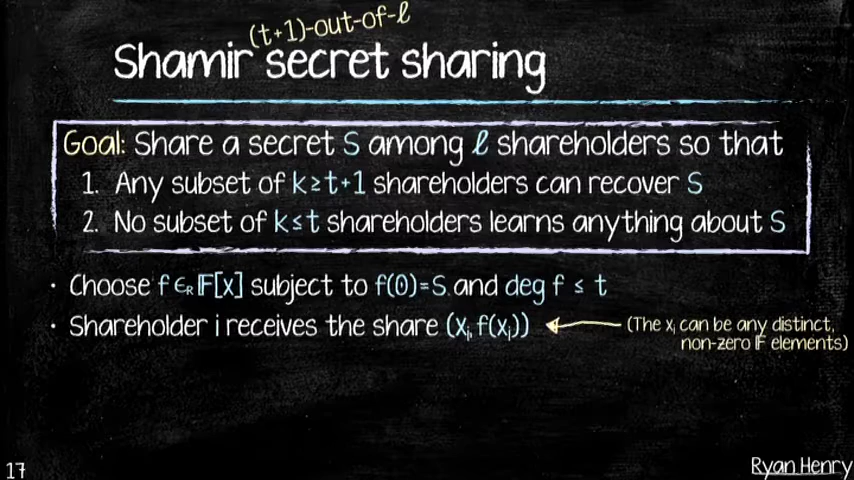 (t+1)-out-of-ℓ
Shamir secret sharing
Goal: Share a secret S among ℓ shareholders so that
1. Any subset of k≥t+1 shareholders can recover S
2. No subset of k≤t shareholders learns anything about S
• Choose f ∈ᵣ 𝔽[x] subject to f(0)=S and deg f ≤ t
• Shareholder i receives the share (xᵢ, f(xᵢ))
(The xᵢ can be any distinct,
non-zero 𝔽 elements)
17
Ryan Henry